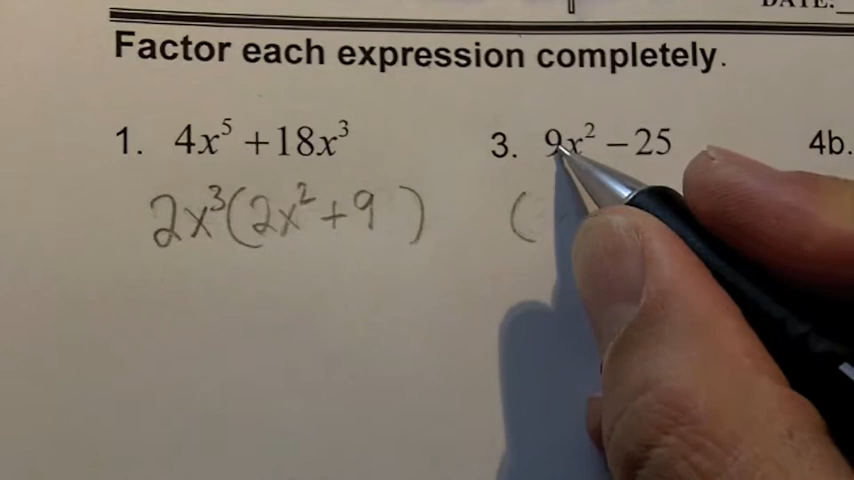 DATE:
Factor each expression completely.
1. 4x⁵ + 18x³ 3. 9x² − 25 4b.
2x³(2x² + 9) (